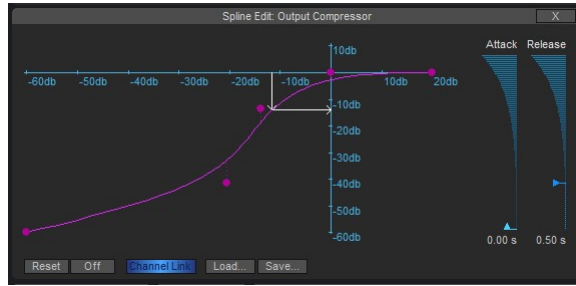 Spline Edit: Output Compressor X
Attack Release
10db
-60db -50db -40db -30db -20db -10db 10db 20db
-10db
-20db
-30db
-40db
-50db
-60db
0.00 s 0.50 s
Reset Off Channel Link Load... Save...